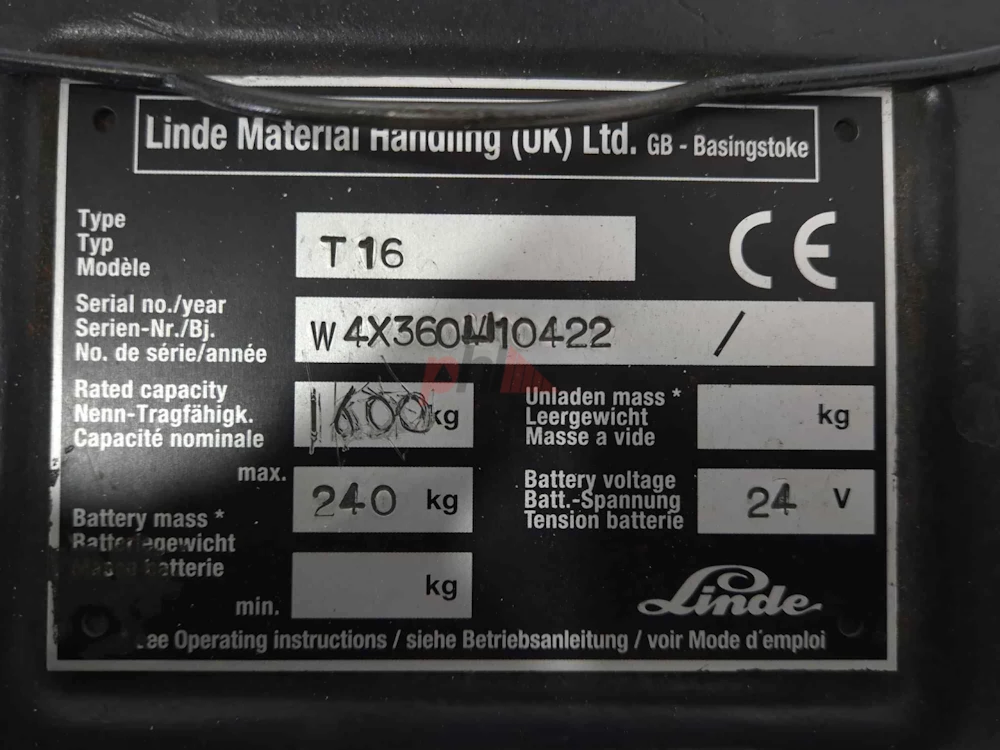 Linde Material Handling (UK) Ltd. GB - Basingstoke
Type
Typ
Modèle
T 16
CE
Serial no./year
Serien-Nr./Bj.
No. de série/année
W4X360W10422 /
Rated capacity
Nenn-Tragfähigk.
Capacité nominale
1600 kg
Unladen mass *
Leergewicht
Masse a vide
kg
max.
240 kg
Battery mass *
Batteriegewicht
Masse batterie
Battery voltage
Batt.-Spannung
Tension batterie
24 V
min.
kg
Linde
See Operating instructions / siehe Betriebsanleitung / voir Mode d'emploi